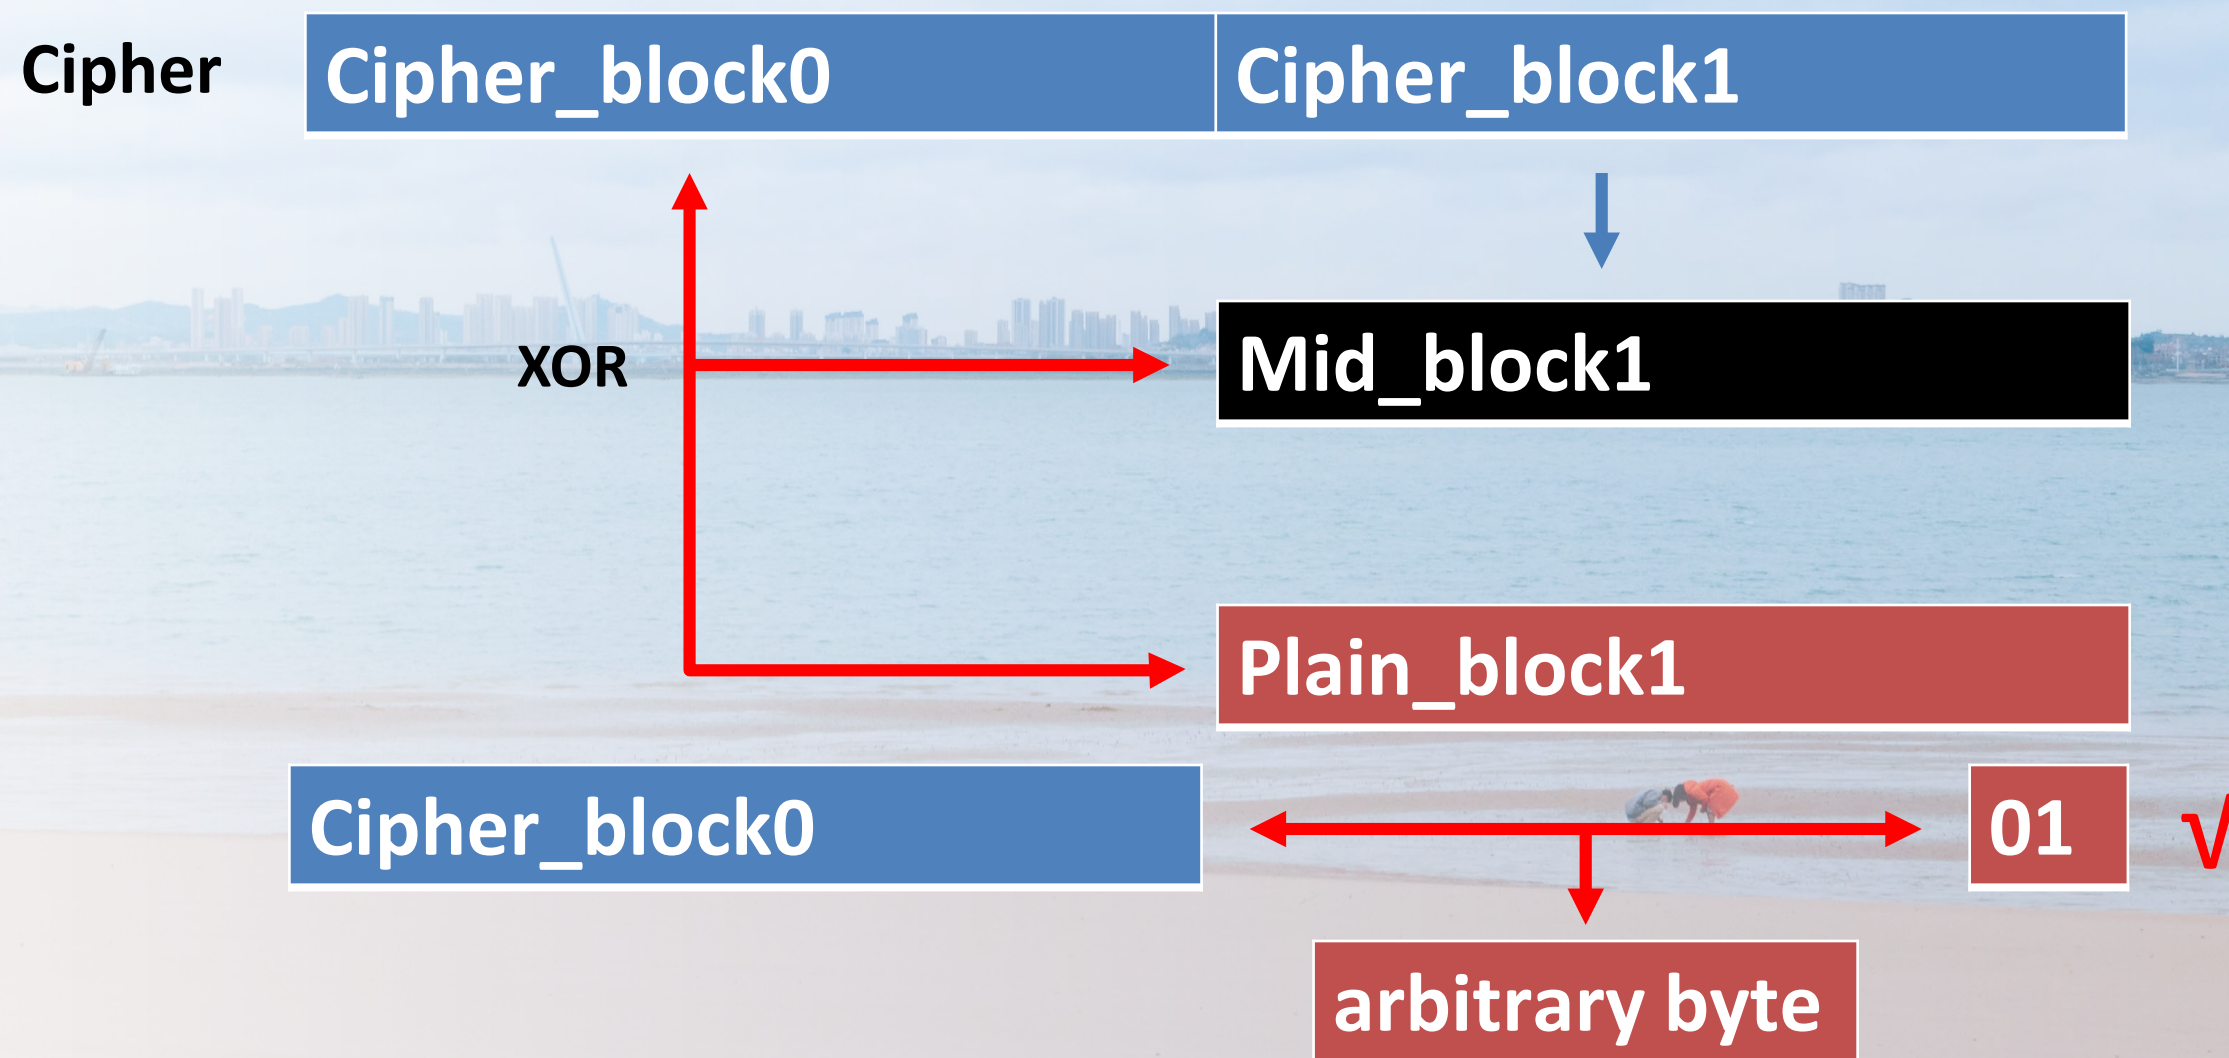 Cipher
Cipher_block0
Cipher_block1
XOR
Mid_block1
Plain_block1
Cipher_block0
01
√
arbitrary byte